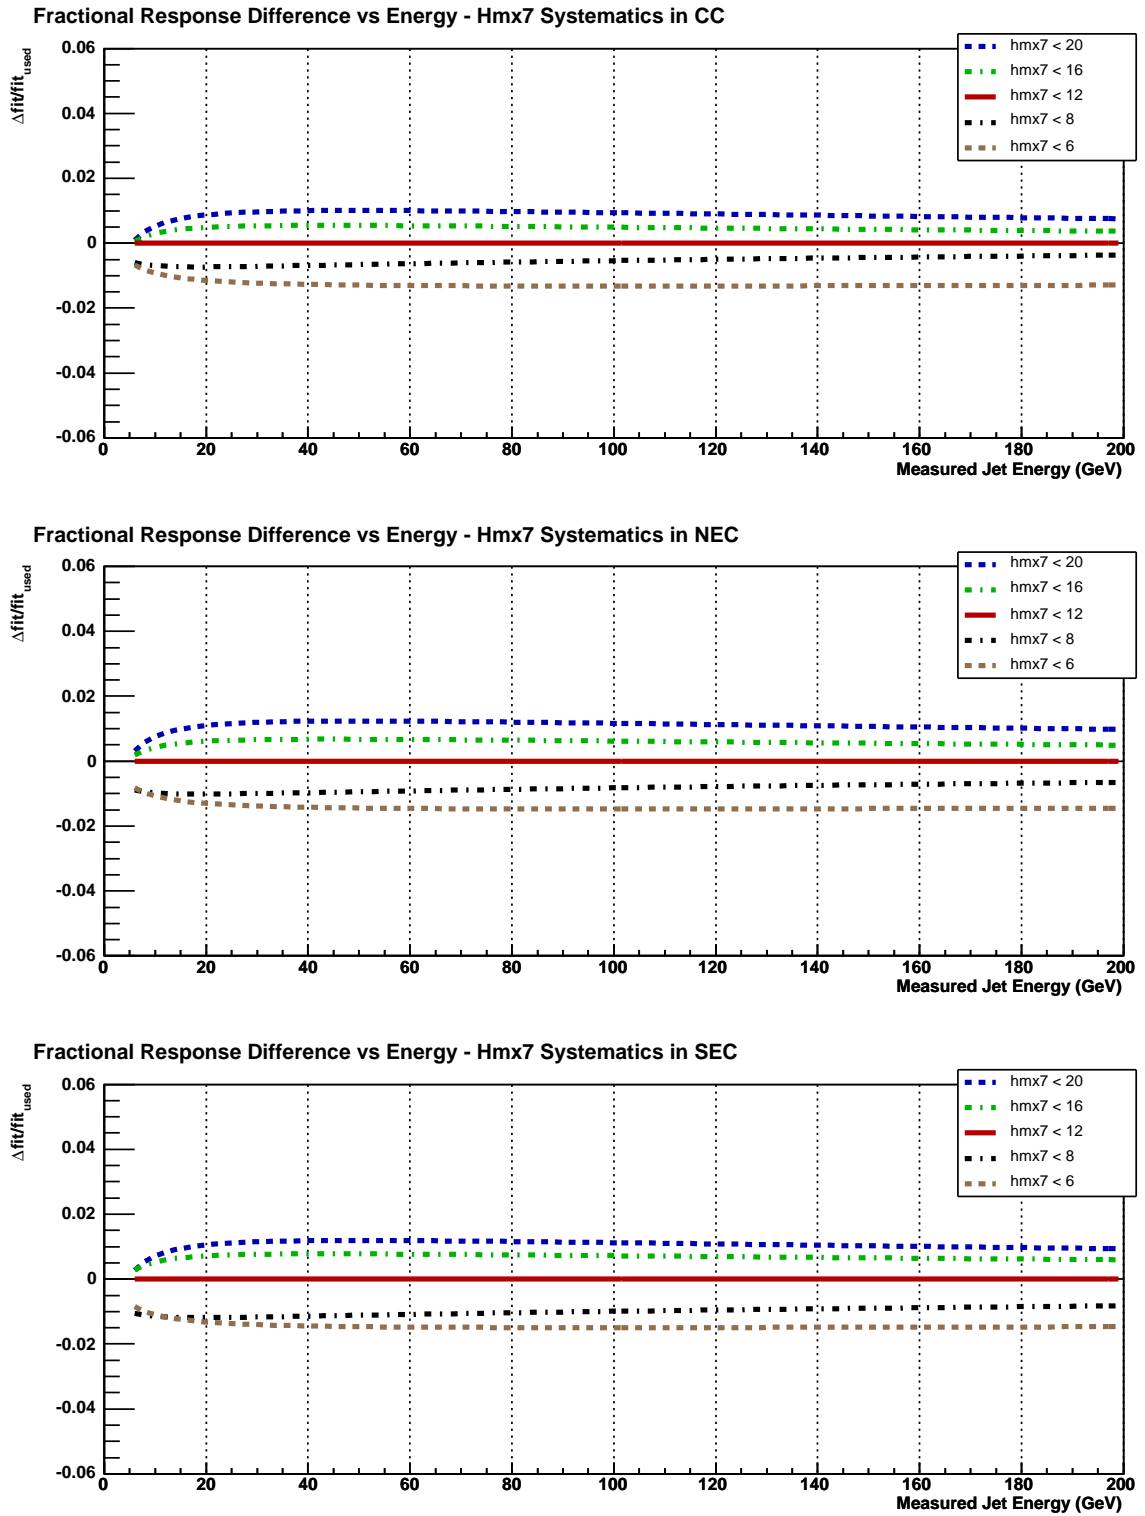 Fractional Response Difference vs Energy - Hmx7 Systematics in CC
Δfit/fit_used
0.06
0.04
0.02
0
-0.02
-0.04
-0.06
hmx7 < 20
hmx7 < 16
hmx7 < 12
hmx7 < 8
hmx7 < 6
0 20 40 60 80 100 120 140 160 180 200
Measured Jet Energy (GeV)
Fractional Response Difference vs Energy - Hmx7 Systematics in NEC
Δfit/fit_used
0.06
0.04
0.02
0
-0.02
-0.04
-0.06
hmx7 < 20
hmx7 < 16
hmx7 < 12
hmx7 < 8
hmx7 < 6
0 20 40 60 80 100 120 140 160 180 200
Measured Jet Energy (GeV)
Fractional Response Difference vs Energy - Hmx7 Systematics in SEC
Δfit/fit_used
0.06
0.04
0.02
0
-0.02
-0.04
-0.06
hmx7 < 20
hmx7 < 16
hmx7 < 12
hmx7 < 8
hmx7 < 6
0 20 40 60 80 100 120 140 160 180 200
Measured Jet Energy (GeV)